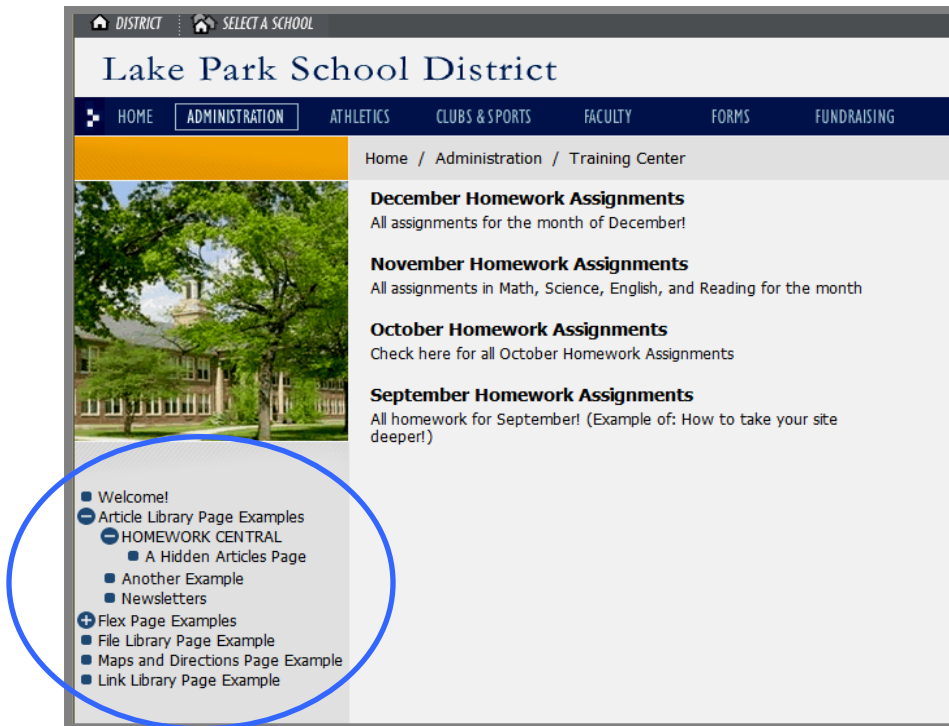 DISTRICT SELECT A SCHOOL
Lake Park School District
HOME ADMINISTRATION ATHLETICS CLUBS & SPORTS FACULTY FORMS FUNDRAISING
Home / Administration / Training Center
December Homework Assignments
All assignments for the month of December!
November Homework Assignments
All assignments in Math, Science, English, and Reading for the month
October Homework Assignments
Check here for all October Homework Assignments
September Homework Assignments
All homework for September! (Example of: How to take your site
deeper!)
Welcome!
Article Library Page Examples
HOMEWORK CENTRAL
A Hidden Articles Page
Another Example
Newsletters
Flex Page Examples
File Library Page Example
Maps and Directions Page Example
Link Library Page Example